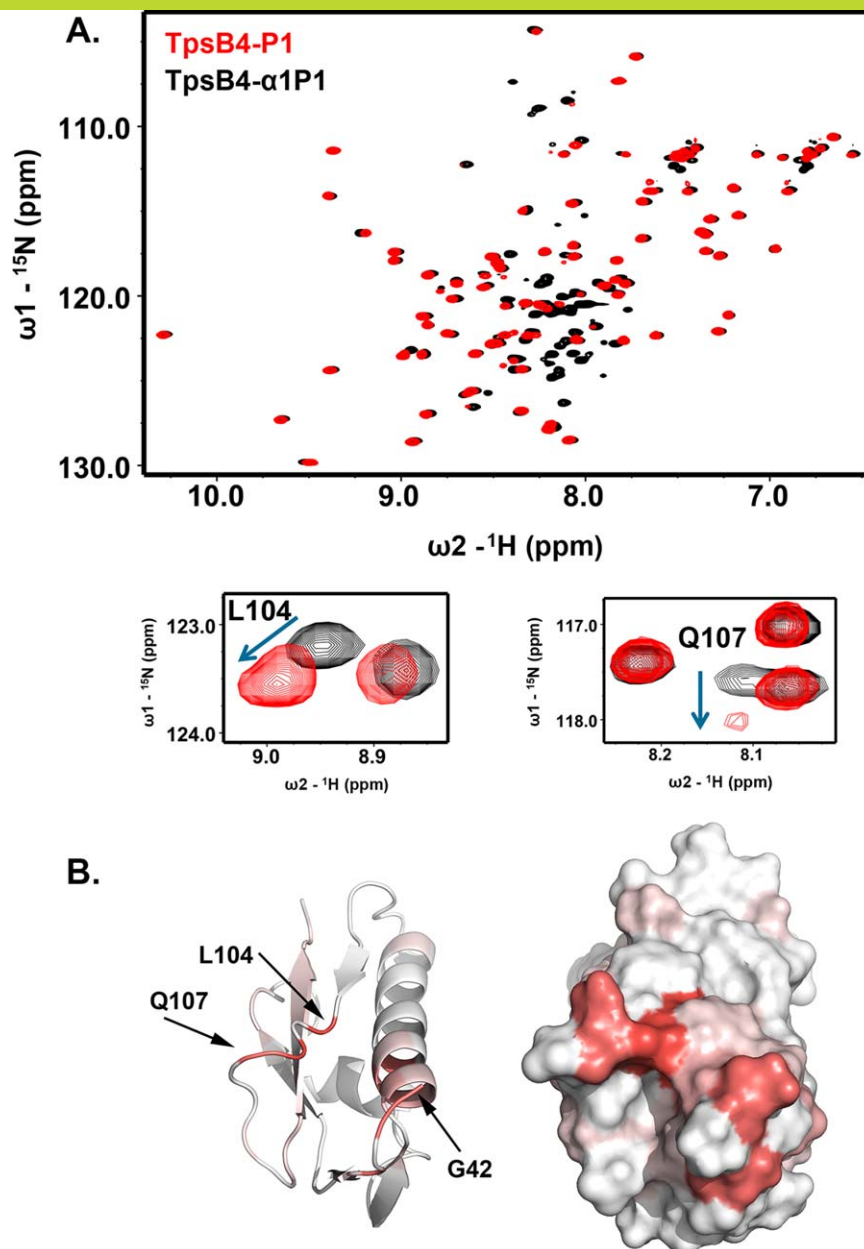 A.
TpsB4-P1
TpsB4-α1P1
110.0
120.0
130.0
ω1 - ¹⁵N (ppm)
10.0 9.0 8.0 7.0
ω2 -¹H (ppm)
L104
123.0
124.0
ω1 - ¹⁵N (ppm)
9.0 8.9
ω2 - ¹H (ppm)
Q107
117.0
118.0
ω1 - ¹⁵N (ppm)
8.2 8.1
ω2 - ¹H (ppm)
B.
L104
Q107
G42